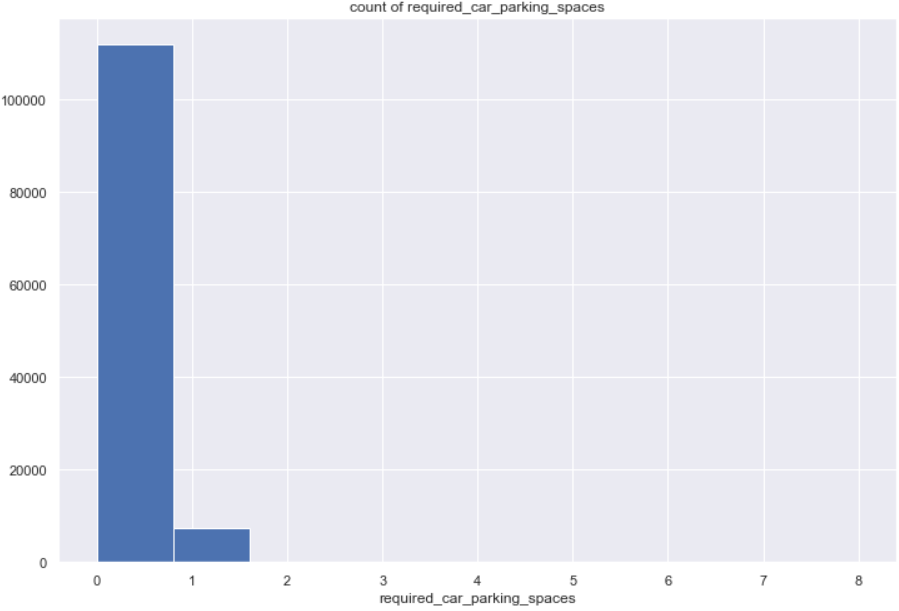 count of required_car_parking_spaces
100000
80000
60000
40000
20000
0
0 1 2 3 4 5 6 7 8
required_car_parking_spaces